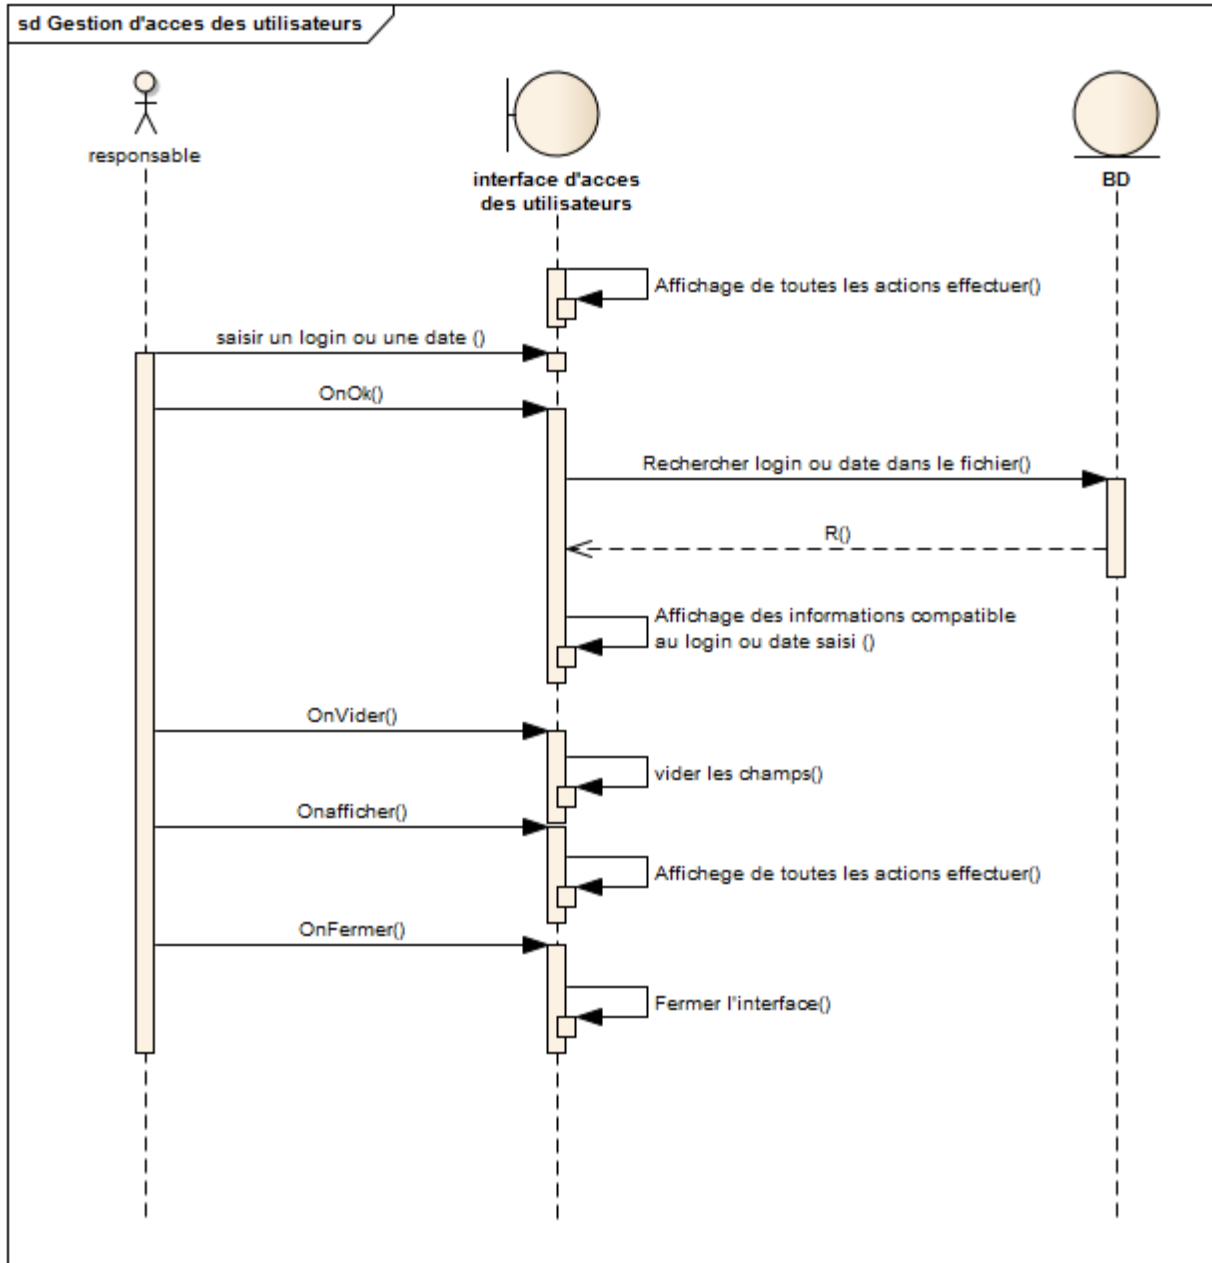 sd Gestion d'acces des utilisateurs
responsable
interface d'acces
des utilisateurs
BD
Affichage de toutes les actions effectuer()
saisir un login ou une date ()
OnOk()
Rechercher login ou date dans le fichier()
R()
Affichage des informations compatible
au login ou date saisi ()
OnVider()
vider les champs()
Onafficher()
Affichege de toutes les actions effectuer()
OnFermer()
Fermer l'interface()